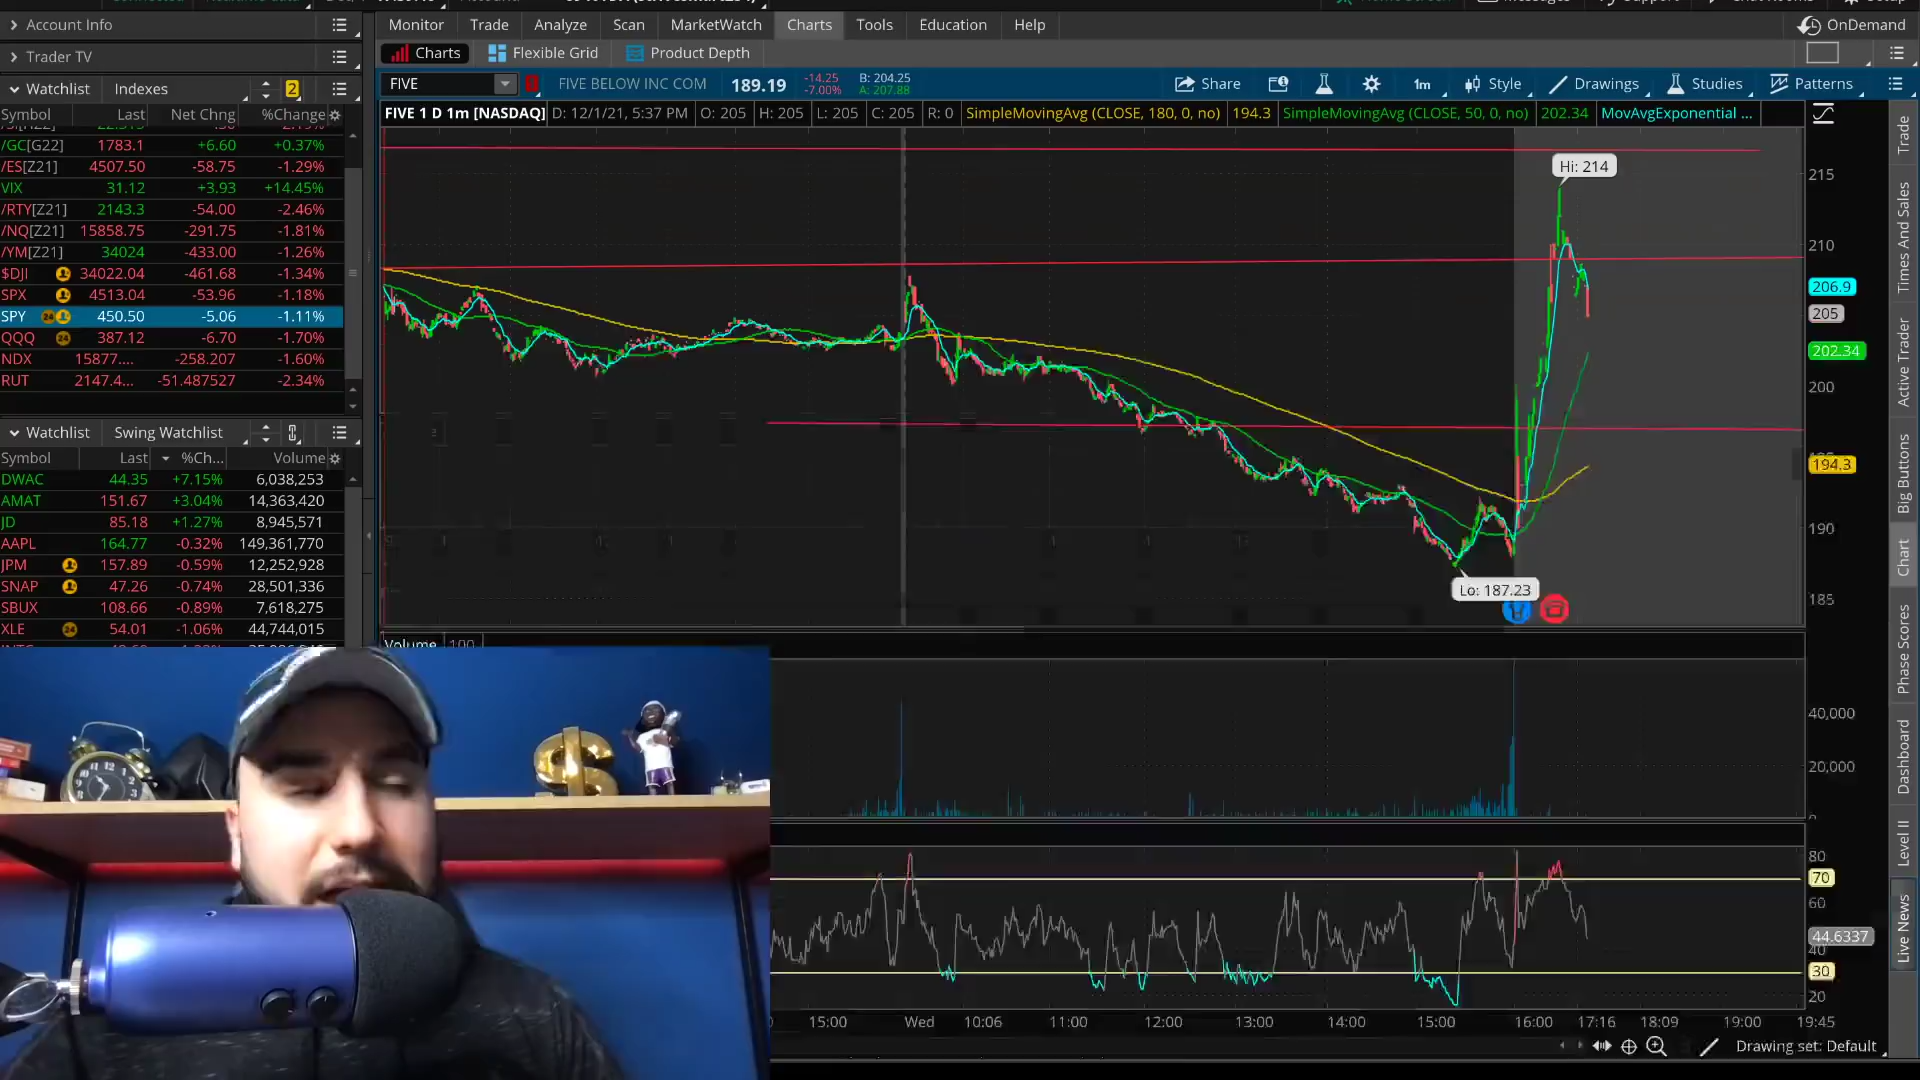 Account Info
Trader TV
Watchlist Indexes 2
Symbol Last Net Chng %Change
/GC[G22] 1783.1 +6.60 +0.37%
/ES[Z21] 4507.50 -58.75 -1.29%
VIX 31.12 +3.93 +14.45%
/RTY[Z21] 2143.3 -54.00 -2.46%
/NQ[Z21] 15858.75 -291.75 -1.81%
/YM[Z21] 34024 -433.00 -1.26%
$DJI 34022.04 -461.68 -1.34%
SPX 4513.04 -53.96 -1.18%
SPY 24 450.50 -5.06 -1.11%
QQQ 24 387.12 -6.70 -1.70%
NDX 15877.... -258.207 -1.60%
RUT 2147.4... -51.487527 -2.34%
Watchlist Swing Watchlist
Symbol Last %Ch... Volume
DWAC 44.35 +7.15% 6,038,253
AMAT 151.67 +3.04% 14,363,420
JD 85.18 +1.27% 8,945,571
AAPL 164.77 -0.32% 149,361,770
JPM 157.89 -0.59% 12,252,928
SNAP 47.26 -0.74% 28,501,336
SBUX 108.66 -0.89% 7,618,275
XLE 24 54.01 -1.06% 44,744,015
Monitor Trade Analyze Scan MarketWatch Charts Tools Education Help
OnDemand
Charts Flexible Grid Product Depth
FIVE FIVE BELOW INC COM 189.19 -14.25 -7.00% B: 204.25 A: 207.88 Share 1m Style Drawings Studies Patterns
FIVE 1 D 1m [NASDAQ] D: 12/1/21, 5:37 PM O: 205 H: 205 L: 205 C: 205 R: 0 SimpleMovingAvg (CLOSE, 180, 0, no) 194.3 SimpleMovingAvg (CLOSE, 50, 0, no) 202.34 MovAvgExponential ...
Hi: 214
Lo: 187.23
215
210
206.9
205
202.34
200
194.3
190
185
Volume 100
40,000
20,000
80
70
60
44.6337
40
30
20
15:00 Wed 10:06 11:00 12:00 13:00 14:00 15:00 16:00 17:16 18:09 19:00 19:45
Drawing set: Default
Trade
Times And Sales
Active Trader
Big Buttons
Chart
Phase Scores
Dashboard
Level II
Live News